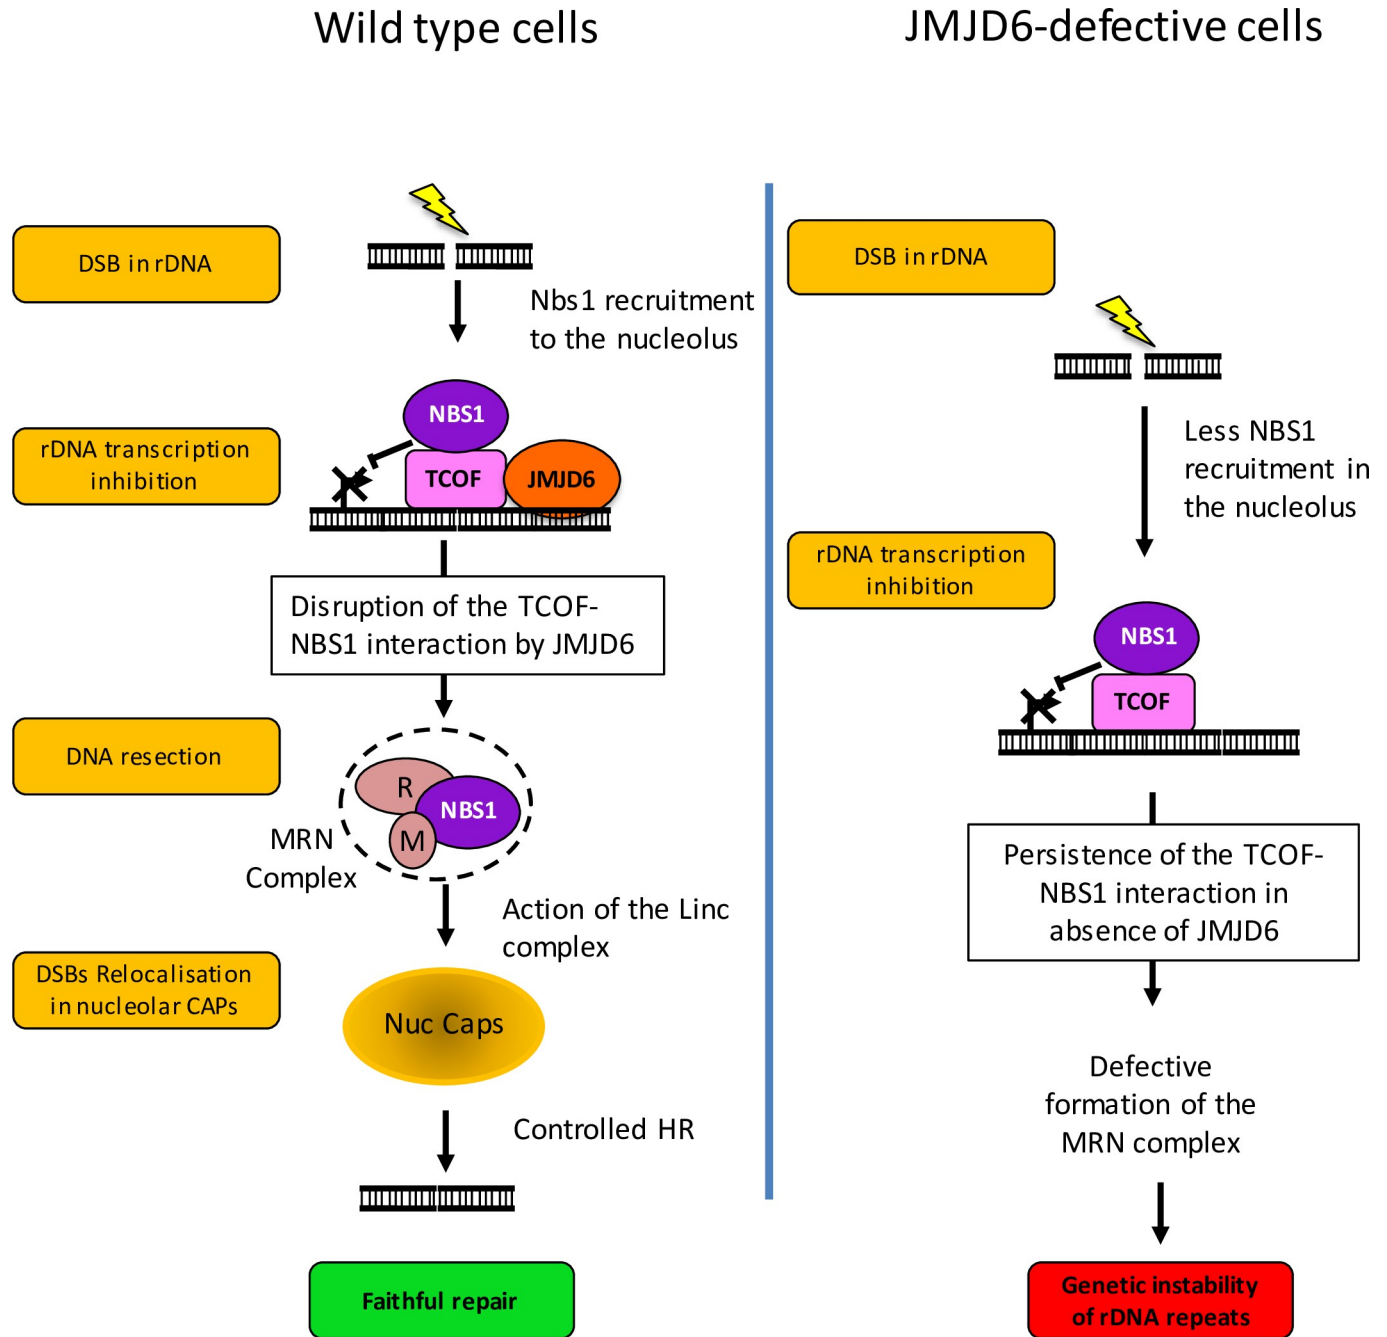 Wild type cells
DSB in rDNA
Nbs1 recruitment
to the nucleolus
NBS1
rDNA transcription
inhibition
TCOF
JMJD6
Disruption of the TCOF-
NBS1 interaction by JMJD6
DNA resection
R
NBS1
M
MRN
Complex
Action of the Linc
complex
DSBs Relocalisation
in nucleolar CAPs
Nuc Caps
Controlled HR
Faithful repair
JMJD6-defective cells
DSB in rDNA
Less NBS1
recruitment in
the nucleolus
rDNA transcription
inhibition
NBS1
TCOF
Persistence of the TCOF-
NBS1 interaction in
absence of JMJD6
Defective
formation of the
MRN complex
Genetic instability
of rDNA repeats